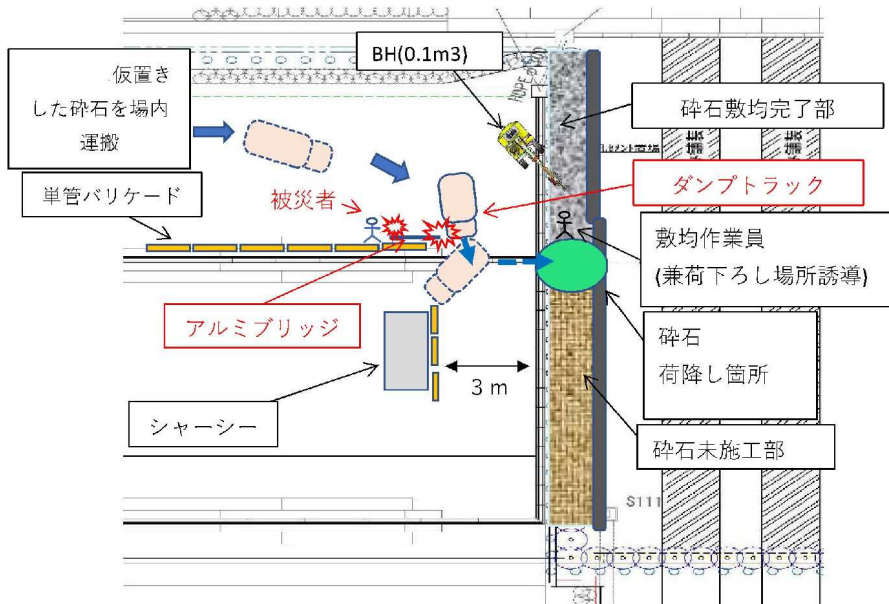 仮置き
した砕石を場内
運搬
BH(0.1m3)
砕石敷均完了部
単管バリケード
被災者
ダンプトラック
敷均作業員
(兼荷下ろし場所誘導)
アルミブリッジ
砕石
荷降し箇所
3 m
シャーシー
砕石未施工部
S111